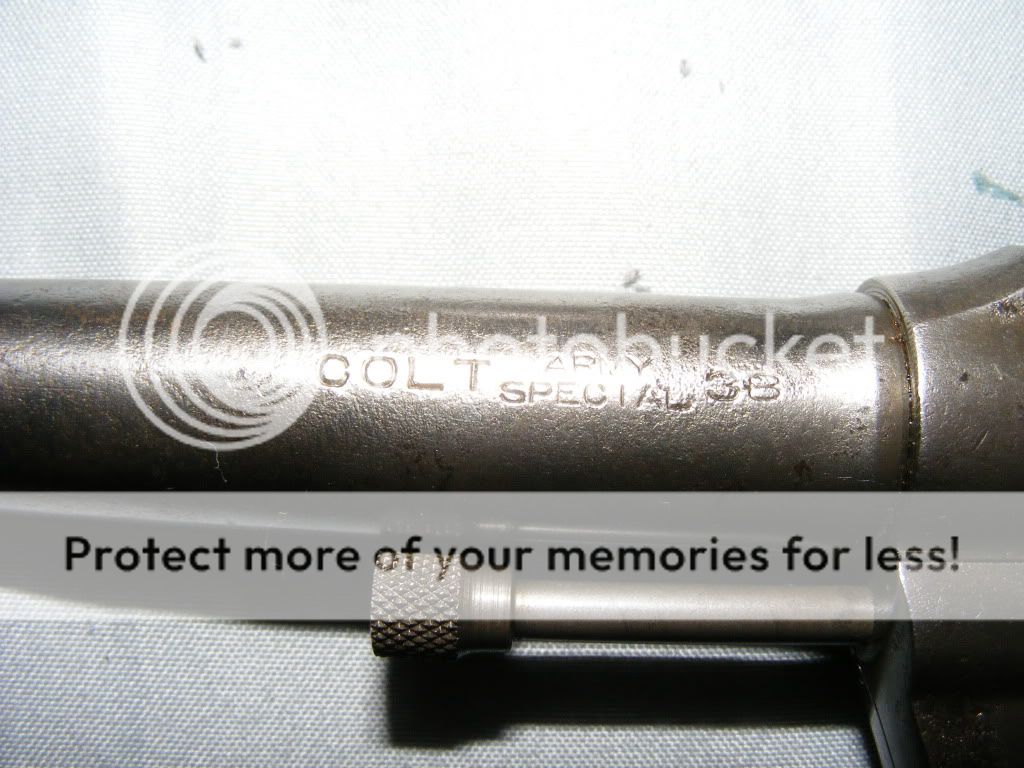 photobucket
COLT ARMY SPECIAL 38
Protect more of your memories for less!